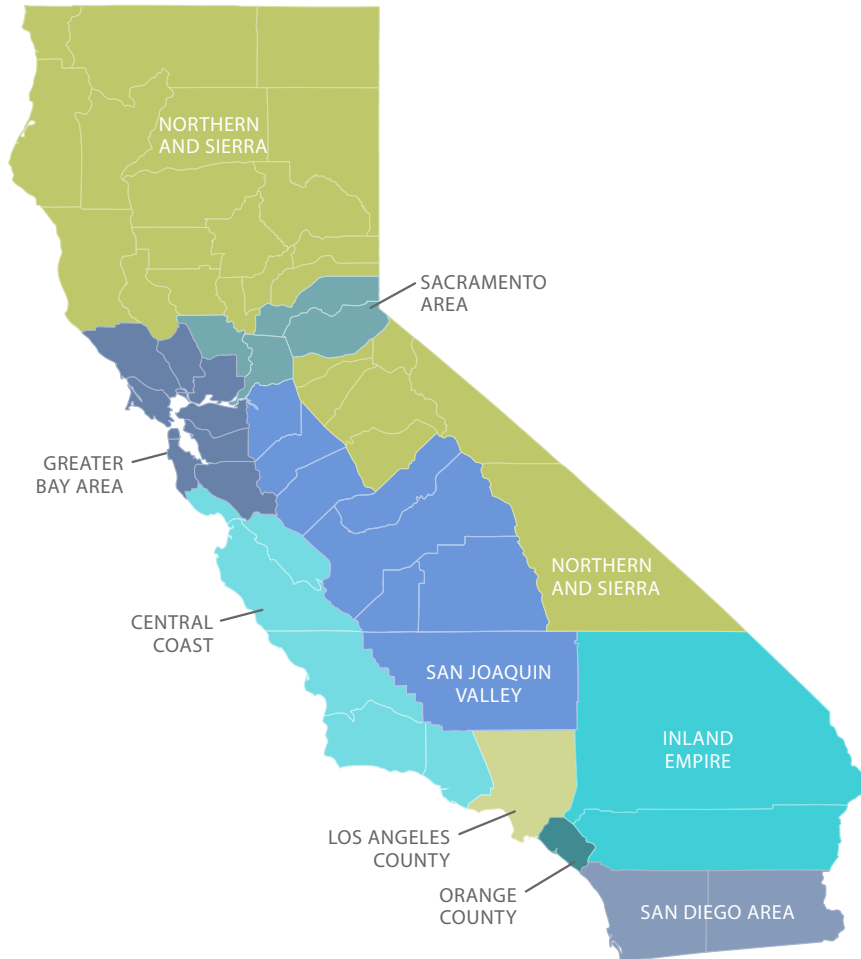 NORTHERN
AND SIERRA
SACRAMENTO
AREA
GREATER
BAY AREA
NORTHERN
AND SIERRA
CENTRAL
COAST
SAN JOAQUIN
VALLEY
INLAND
EMPIRE
LOS ANGELES
COUNTY
ORANGE
COUNTY
SAN DIEGO AREA